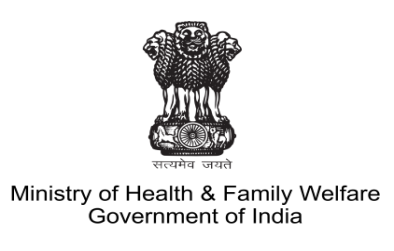 सत्यमेव जयते
Ministry of Health & Family Welfare
Government of India